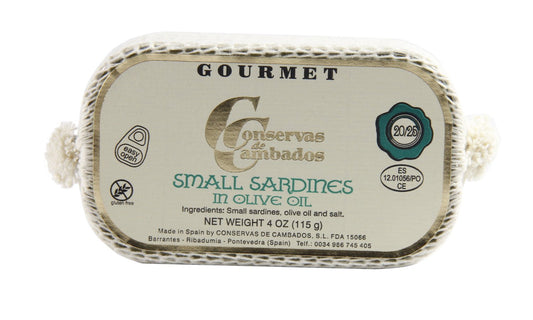 GOURMET
Conservas
de
Cambados
20/25
easy
open
SMALL SARDINES
IN OLIVE OIL
ES
12.01056/PO
CE
gluten free
Ingredients: Small sardines, olive oil and salt.
NET WEIGHT 4 OZ (115 g)
Made in Spain by CONSERVAS DE CAMBADOS, S.L. FDA 15066
Barrantes - Ribadumia - Pontevedra (Spain) Telf.: 0034 986 745 405